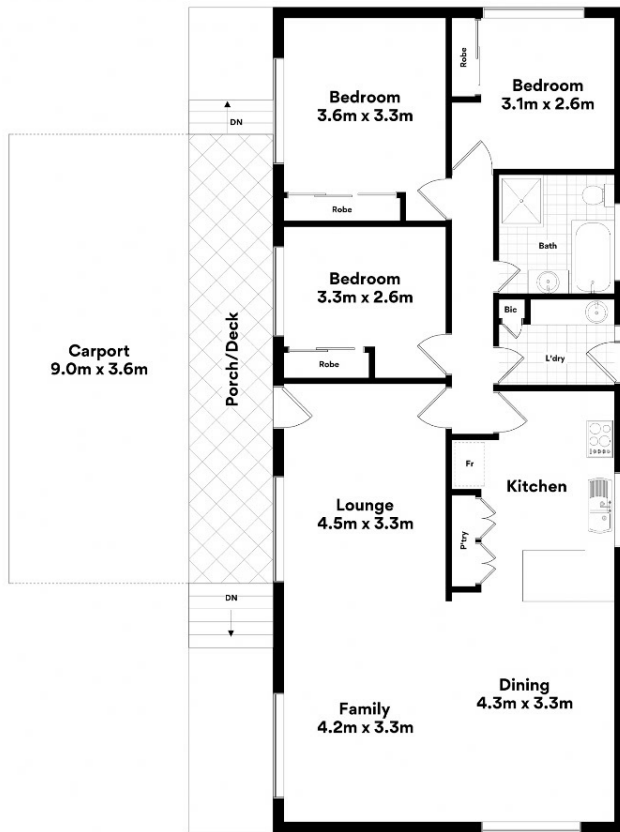 Robe
Bedroom
3.6m x 3.3m
Bedroom
3.1m x 2.6m
DN
Robe
Bath
Bedroom
3.3m x 2.6m
Bic
Carport
9.0m x 3.6m
Porch/Deck
Robe
L'dry
Fr
Kitchen
Lounge
4.5m x 3.3m
P'try
DN
Family
4.2m x 3.3m
Dining
4.3m x 3.3m